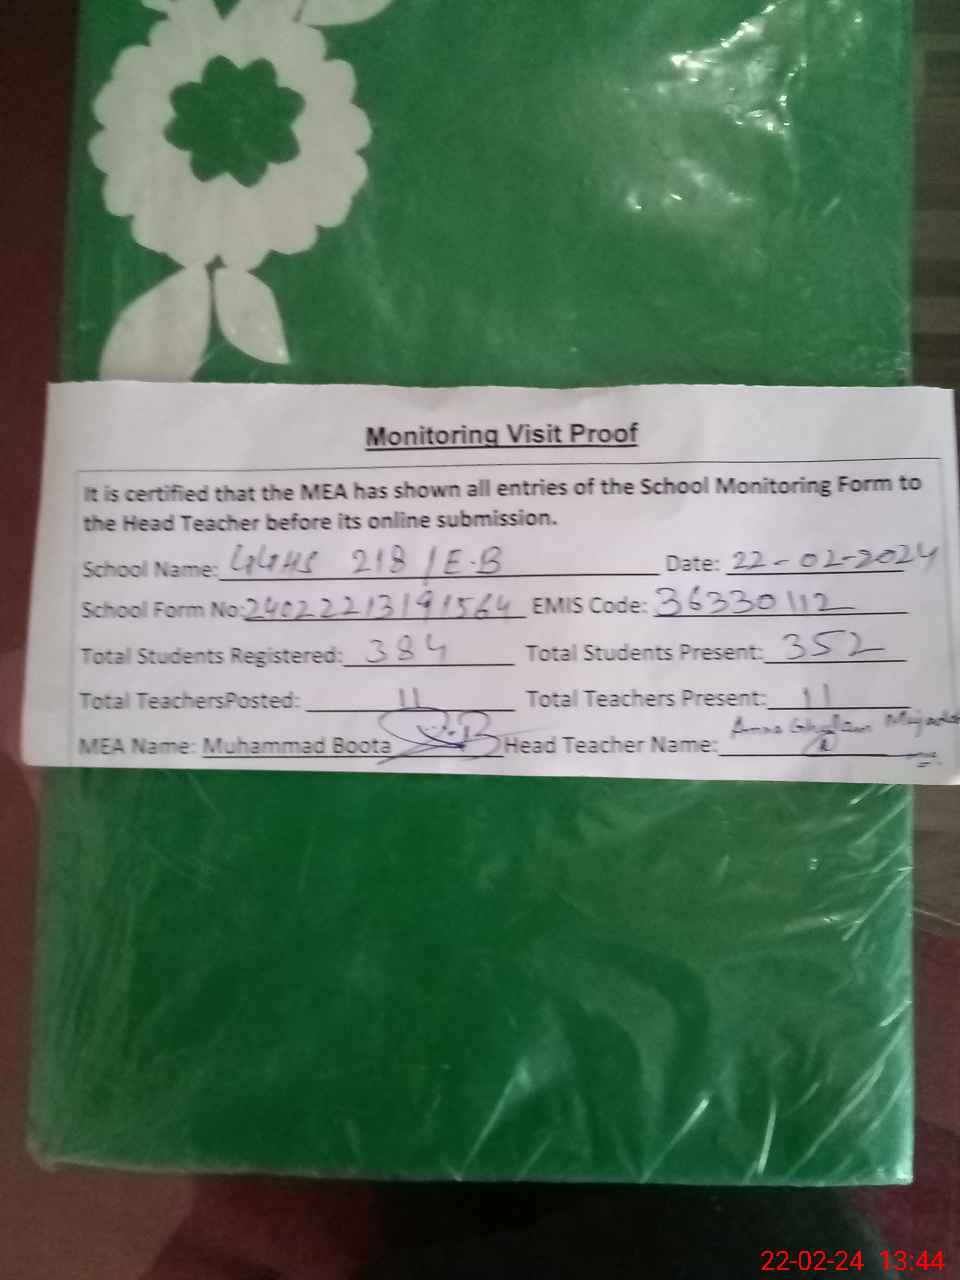 Monitoring Visit Proof
It is certified that the MEA has shown all entries of the School Monitoring Form to
the Head Teacher before its online submission.
School Name: GGHS 218/E.B Date: 22-02-2024
School Form No: 24022213191564 EMIS Code: 36330112
Total Students Registered: 384 Total Students Present: 352
Total TeachersPosted: 11 Total Teachers Present: 11
MEA Name: Muhammad Boota Head Teacher Name:
22-02-24 13:44